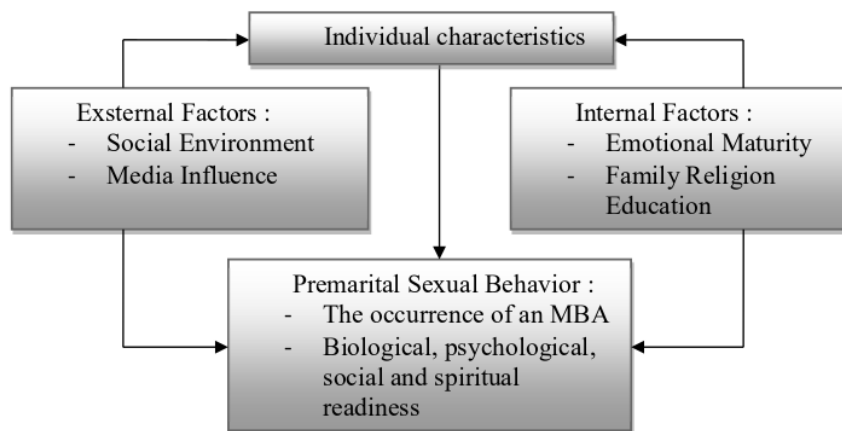 Individual characteristics
Exsternal Factors :
- Social Environment
- Media Influence
Internal Factors :
- Emotional Maturity
- Family Religion
Education
Premarital Sexual Behavior :
- The occurrence of an MBA
- Biological, psychological,
social and spiritual
readiness